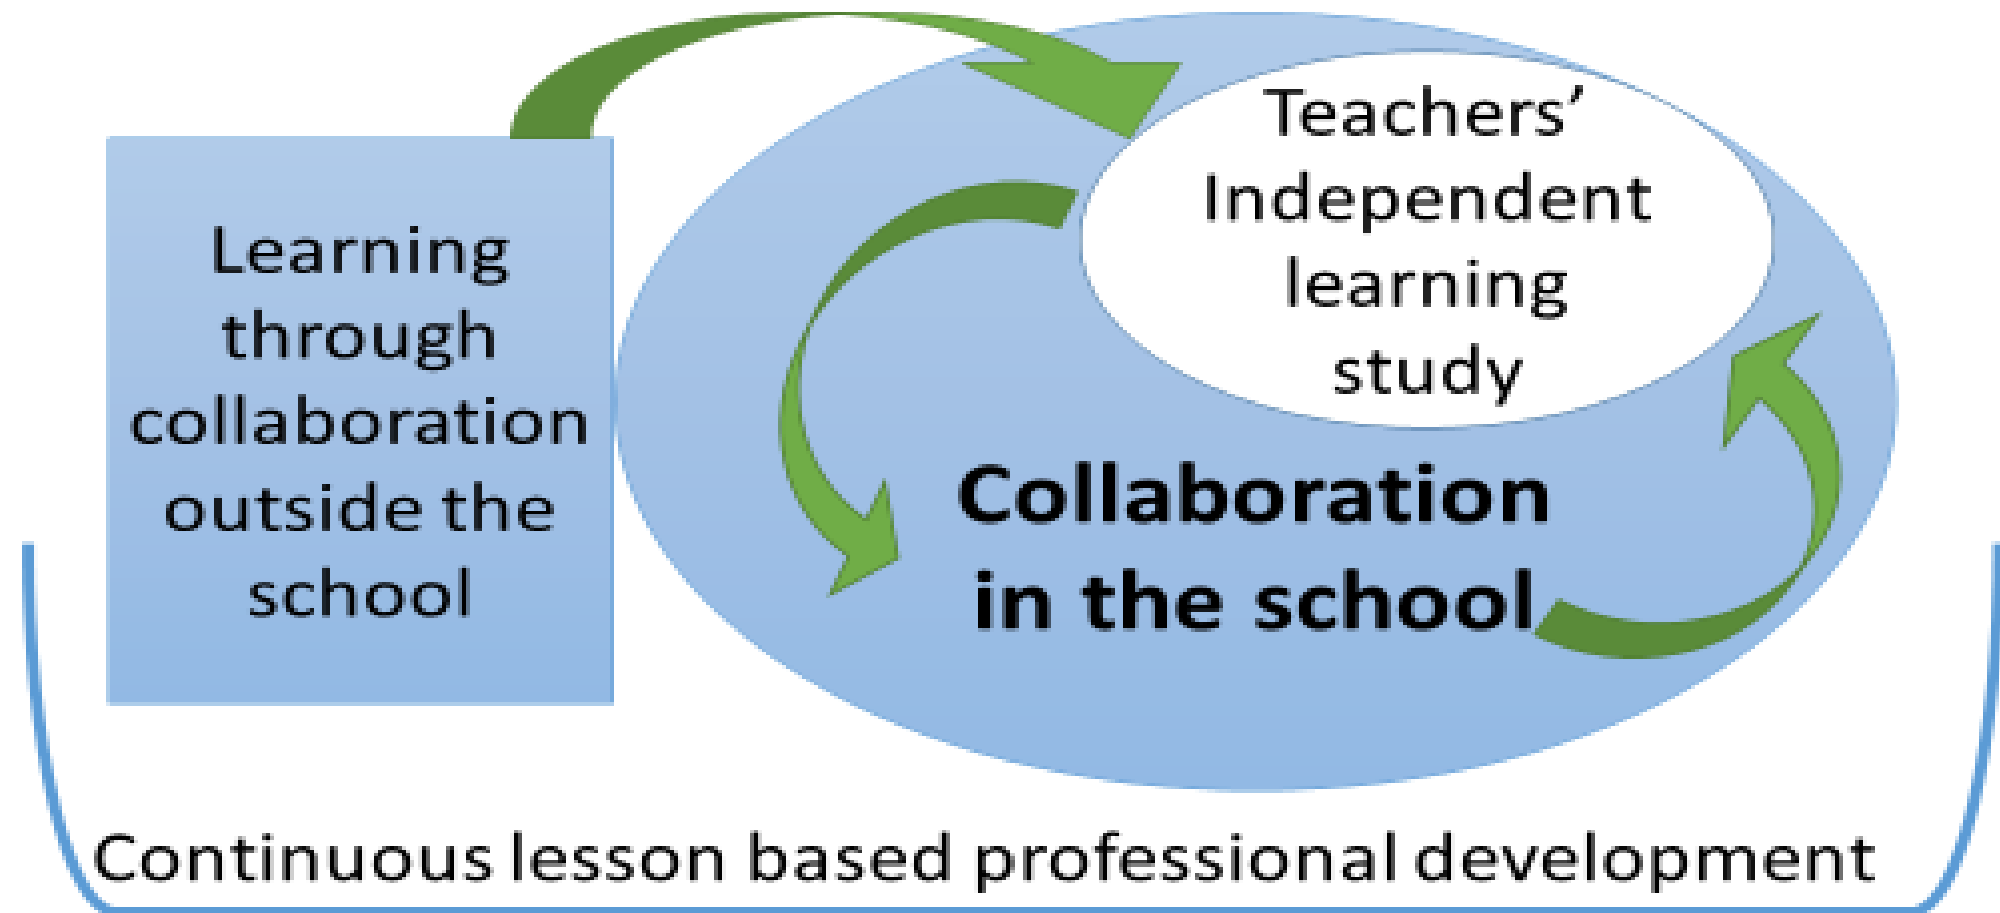 Learning
through
collaboration
outside the
school
Teachers’
Independent
learning
study
Collaboration
in the school
Continuous lesson based professional development